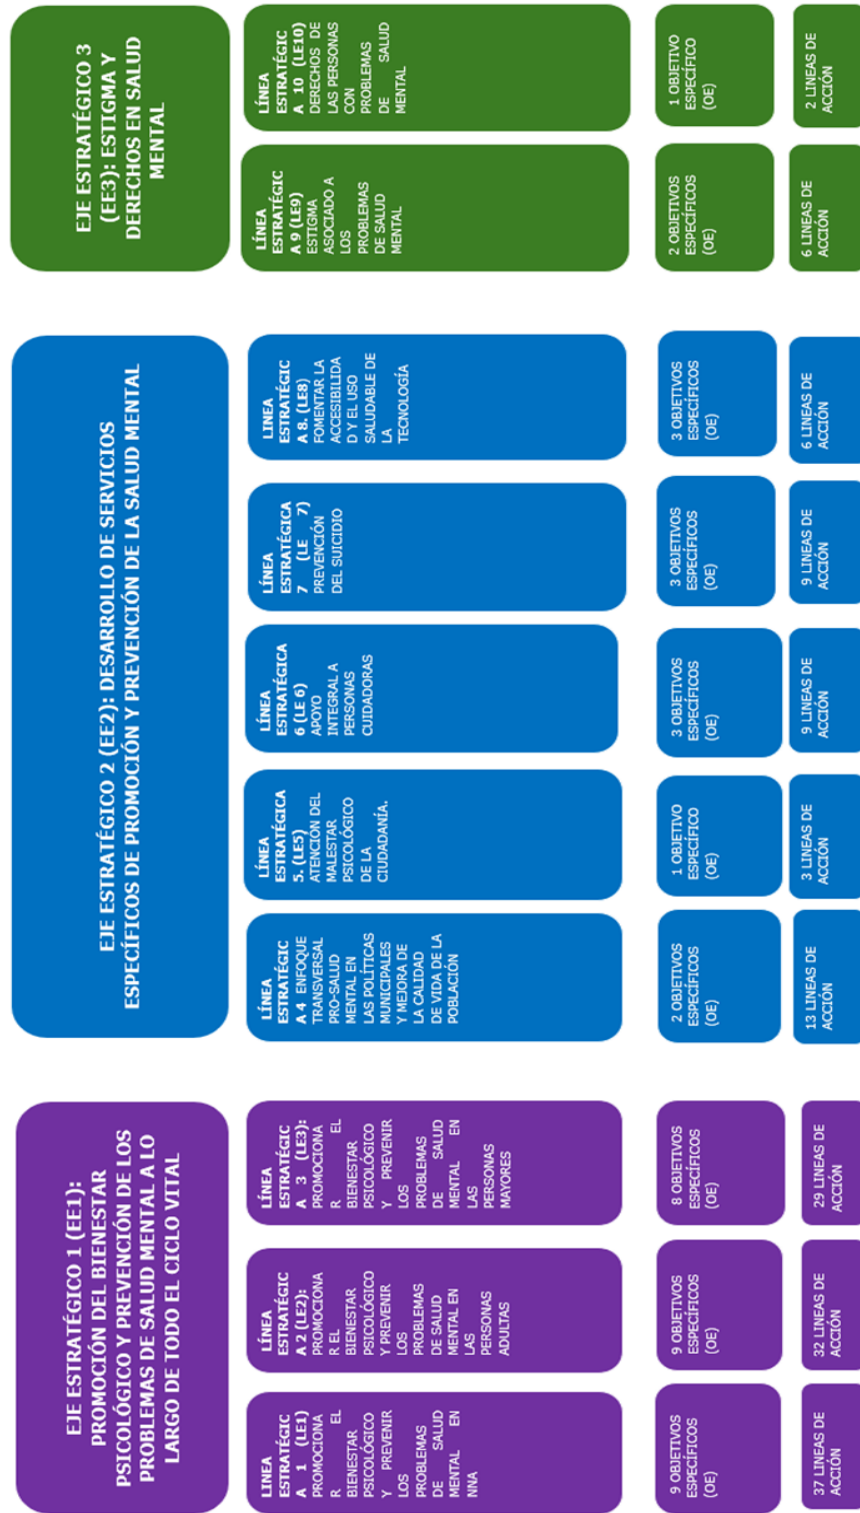 EJE ESTRATÉGICO 1 (EE1):
PROMOCIÓN DEL BIENESTAR
PSICOLÓGICO Y PREVENCIÓN DE LOS
PROBLEMAS DE SALUD MENTAL A LO
LARGO DE TODO EL CICLO VITAL
EJE ESTRATÉGICO 2 (EE2): DESARROLLO DE SERVICIOS
ESPECÍFICOS DE PROMOCIÓN Y PREVENCIÓN DE LA SALUD MENTAL
EJE ESTRATÉGICO 3
(EE3): ESTIGMA Y
DERECHOS EN SALUD
MENTAL
LINEA
ESTRATÉGIC
A 1 (LE1)
PROMOCIONA
R EL
BIENESTAR
PSICOLÓGICO
Y PREVENIR
LOS
PROBLEMAS
DE SALUD
MENTAL EN
NNA
LÍNEA
ESTRATÉGIC
A 2 (LE2):
PROMOCIONA
R EL
BIENESTAR
PSICOLÓGICO
Y PREVENIR
LOS
PROBLEMAS
DE SALUD
MENTAL EN
LAS
PERSONAS
ADULTAS
LÍNEA
ESTRATÉGIC
A 3 (LE3):
PROMOCIONA
R EL
BIENESTAR
PSICOLÓGICO
Y PREVENIR
LOS
PROBLEMAS
DE SALUD
MENTAL EN
LAS
PERSONAS
MAYORES
LÍNEA
ESTRATÉGIC
A 4 ENFOQUE
TRANSVERSAL
PRO-SALUD
MENTAL EN
LAS POLÍTICAS
MUNICIPALES
Y MEJORA DE
LA CALIDAD
DE VIDA DE LA
POBLACIÓN
LÍNEA
ESTRATÉGICA
5. (LE5)
ATENCIÓN DEL
MALESTAR
PSICOLÓGICO
DE LA
CIUDADANÍA.
LÍNEA
ESTRATÉGICA
6 (LE 6)
APOYO
INTEGRAL A
PERSONAS
CUIDADORAS
LÍNEA
ESTRATÉGICA
7 (LE 7)
PREVENCIÓN
DEL SUICIDIO
LINEA
ESTRATÉGIC
A 8. (LE8)
FOMENTAR LA
ACCESIBILIDA
D Y EL USO
SALUDABLE DE
LA
TECNOLOGÍA
LÍNEA
ESTRATÉGIC
A 9 (LE9)
ESTIGMA
ASOCIADO A
LOS
PROBLEMAS
DE SALUD
MENTAL
LÍNEA
ESTRATÉGIC
A 10 (LE10)
DERECHOS DE
LAS PERSONAS
CON
PROBLEMAS
DE SALUD
MENTAL
9 OBJETIVOS
ESPECÍFICOS
(OE)
9 OBJETIVOS
ESPECÍFICOS
(OE)
8 OBJETIVOS
ESPECÍFICOS
(OE)
2 OBJETIVOS
ESPECÍFICOS
(OE)
1 OBJETIVO
ESPECÍFICO
(OE)
3 OBJETIVOS
ESPECÍFICOS
(OE)
3 OBJETIVOS
ESPECÍFICOS
(OE)
3 OBJETIVOS
ESPECÍFICOS
(OE)
2 OBJETIVOS
ESPECÍFICOS
(OE)
1 OBJETIVO
ESPECÍFICO
(OE)
37 LINEAS DE
ACCIÓN
32 LINEAS DE
ACCIÓN
29 LINEAS DE
ACCIÓN
13 LINEAS DE
ACCIÓN
3 LINEAS DE
ACCIÓN
9 LINEAS DE
ACCIÓN
9 LINEAS DE
ACCIÓN
6 LINEAS DE
ACCIÓN
6 LINEAS DE
ACCIÓN
2 LINEAS DE
ACCIÓN